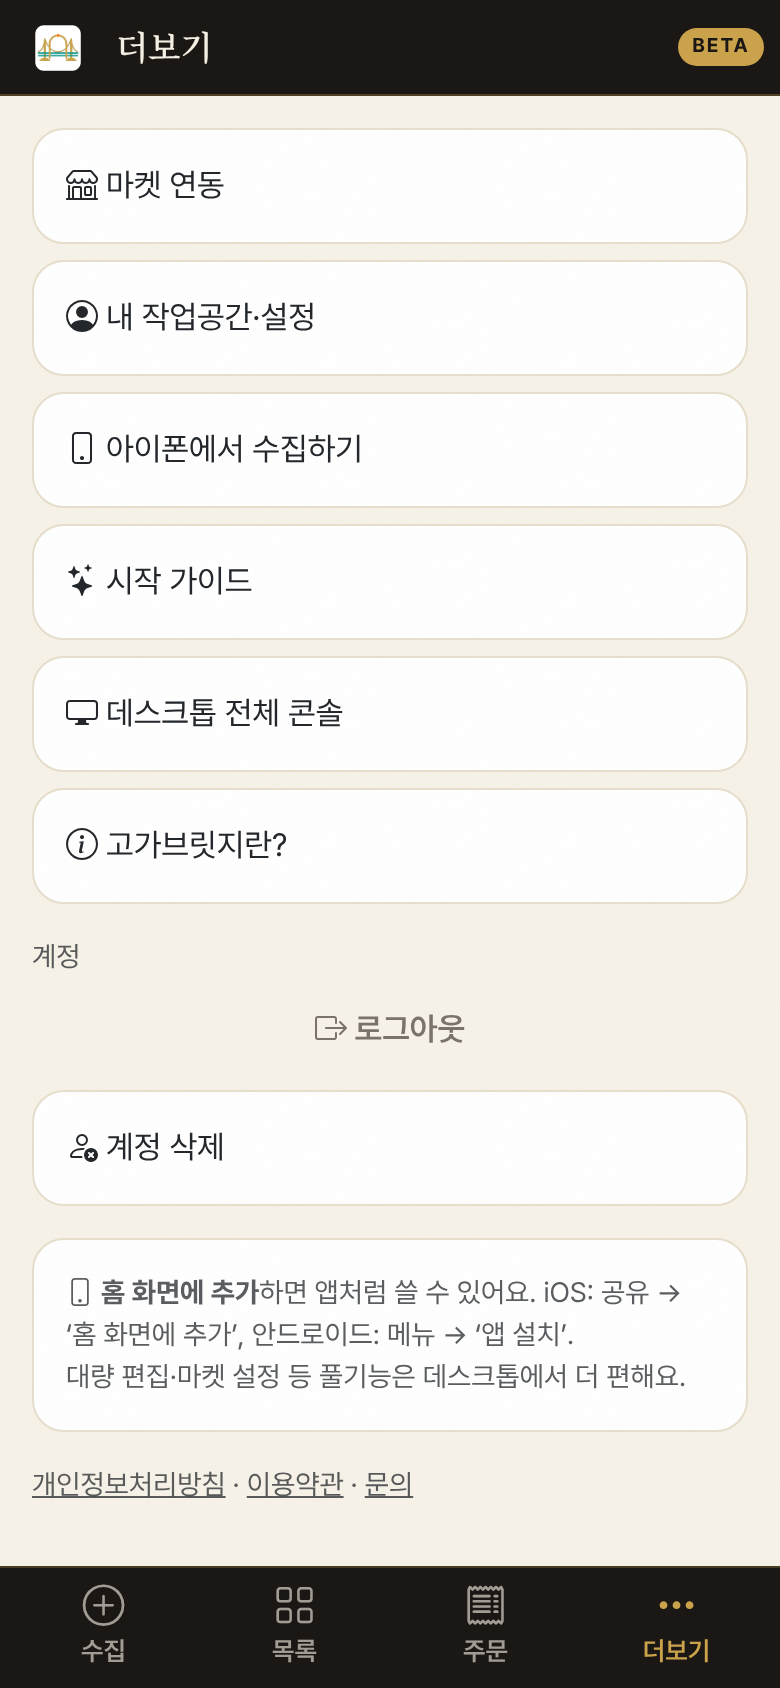 더보기
BETA
마켓 연동
내 작업공간·설정
아이폰에서 수집하기
시작 가이드
데스크톱 전체 콘솔
고가브릿지란?
계정
로그아웃
계정 삭제
홈 화면에 추가하면 앱처럼 쓸 수 있어요. iOS: 공유 →
‘홈 화면에 추가’, 안드로이드: 메뉴 → ‘앱 설치’.
대량 편집·마켓 설정 등 풀기능은 데스크톱에서 더 편해요.
개인정보처리방침 · 이용약관 · 문의
수집
목록
주문
더보기